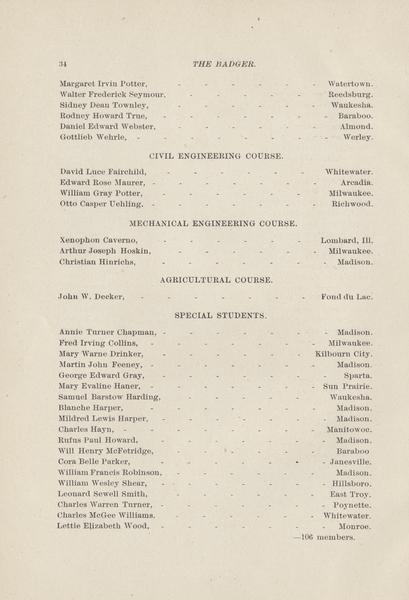 34 THE BADGER.
Margaret Irvin Potter, - - - - - - Watertown.
Walter Frederick Seymour, - - - - - - Reedsburg.
Sidney Dean Townley, - - - - - - Waukesha.
Rodney Howard True, - - - - - - Baraboo.
Daniel Edward Webster, - - - - - - Almond.
Gottlieb Wehrle, - - - - - - - Werley.
CIVIL ENGINEERING COURSE.
David Luce Fairchild, - - - - - - Whitewater.
Edward Rose Maurer, - - - - - - - Arcadia.
William Gray Potter, - - - - - - Milwaukee.
Otto Casper Uehling, - - - - - - - Richwood.
MECHANICAL ENGINEERING COURSE.
Xenophon Caverno, - - - - - - Lombard, Ill.
Arthur Joseph Hoskin, - - - - - - Milwaukee.
Christian Hinrichs, - - - - - - Madison.
AGRICULTURAL COURSE.
John W. Decker, - - - - - - - Fond du Lac.
SPECIAL STUDENTS.
Annie Turner Chapman, - - - - - - Madison.
Fred Irving Collins, - - - - - - - Milwaukee.
Mary Warne Drinker, - - - - - - Kilbourn City.
Martin John Feeney, - - - - - - Madison.
George Edward Gray, - - - - - - Sparta.
Mary Evaline Haner, - - - - - - - Sun Prairie.
Samuel Barstow Harding, - - - - - - Waukesha.
Blanche Harper, - - - - - - - Madison.
Mildred Lewis Harper, - - - - - - Madison.
Charles Hayn, - - - - - - - Manitowoc.
Rufus Paul Howard, - - - - - - Madison.
Will Henry McFetridge, - - - - - - Baraboo
Cora Belle Parker, - - - - - - - Janesville.
William Francis Robinson, - - - - - - Madison.
William Wesley Shear, - - - - - - Hillsboro.
Leonard Sewell Smith, - - - - - - East Troy.
Charles Warren Turner, - - - - - - Poynette.
Charles McGee Williams. - - - - - - Whitewater.
Lettie Elizabeth Wood, - - - - - - Monroe.
—106 members.